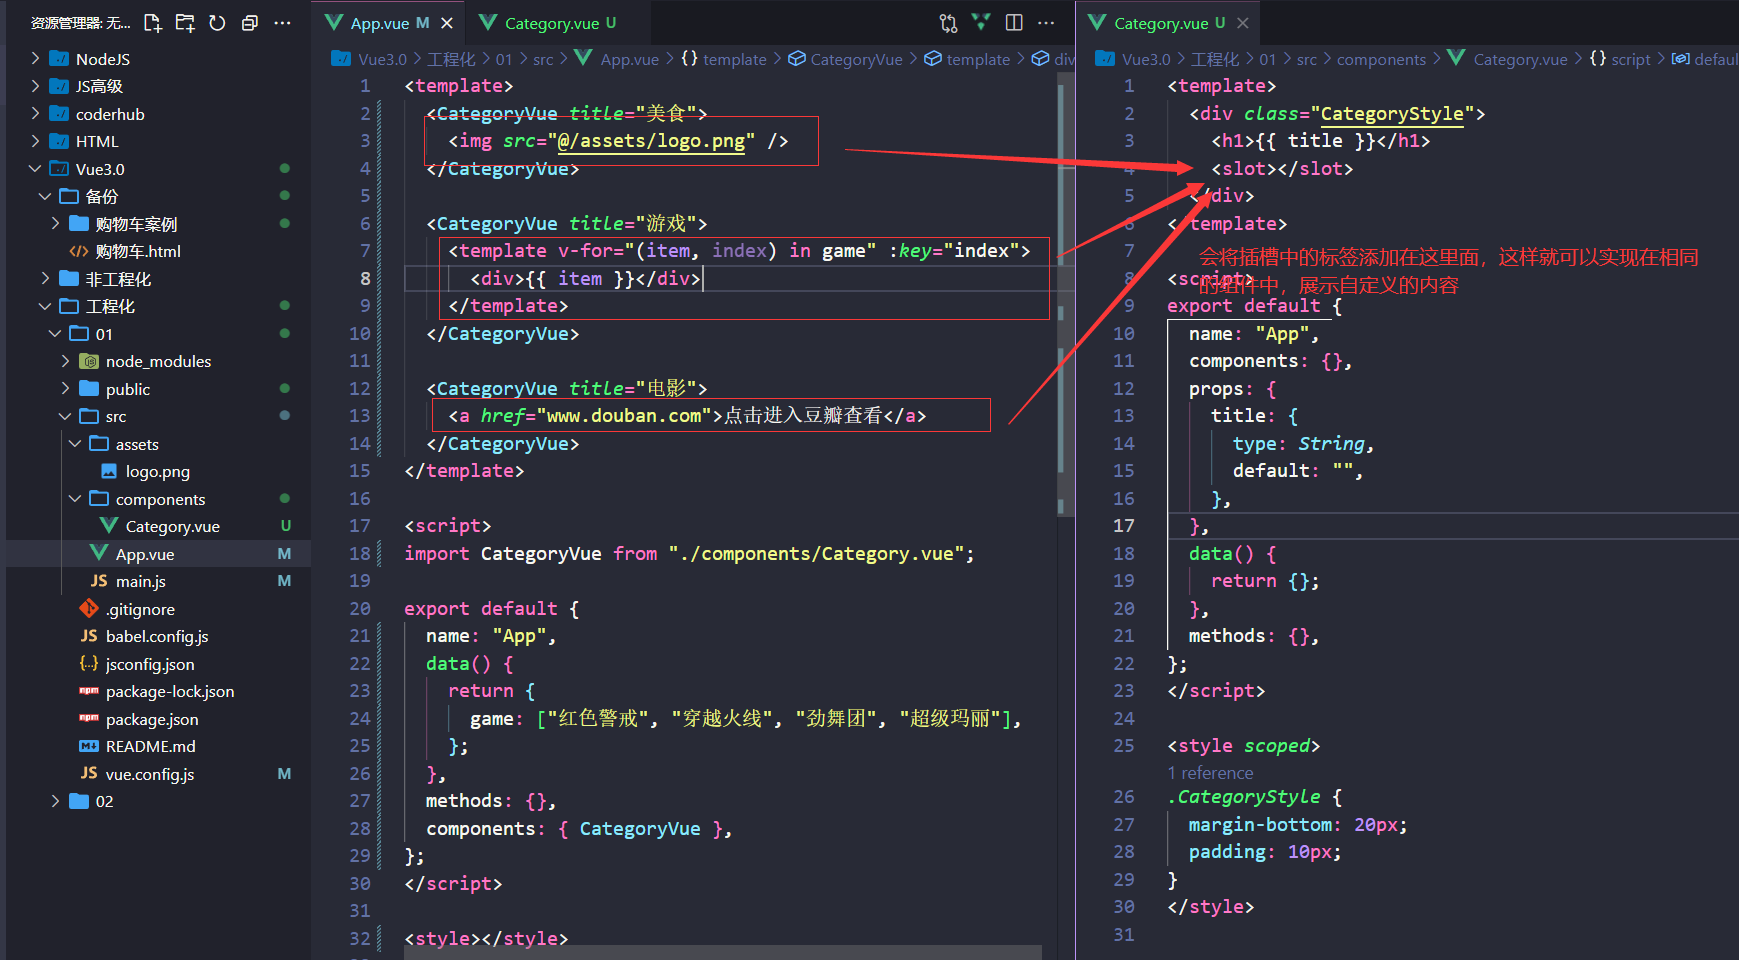 资源管理器: 无...
NodeJS
JS高级
coderhub
HTML
Vue3.0
备份
购物车案例
购物车.html
非工程化
工程化
01
node_modules
public
src
assets
logo.png
components
Category.vue U
App.vue M
main.js M
.gitignore
babel.config.js
jsconfig.json
package-lock.json
package.json
README.md
vue.config.js M
02
App.vue M
Category.vue U
Vue3.0 > 工程化 > 01 > src > App.vue > {} template > CategoryVue > template > div
1 <template>
2 <CategoryVue title="美食">
3 <img src="@/assets/logo.png" />
4 </CategoryVue>
5
6 <CategoryVue title="游戏">
7 <template v-for="(item, index) in game" :key="index">
8 <div>{{ item }}</div>
9 </template>
10 </CategoryVue>
11
12 <CategoryVue title="电影">
13 <a href="www.douban.com">点击进入豆瓣查看</a>
14 </CategoryVue>
15 </template>
16
17 <script>
18 import CategoryVue from "./components/Category.vue";
19
20 export default {
21 name: "App",
22 data() {
23 return {
24 game: ["红色警戒", "穿越火线", "劲舞团", "超级玛丽"],
25 };
26 },
27 methods: {},
28 components: { CategoryVue },
29 };
30 </script>
31
32 <style></style>
Category.vue U
Vue3.0 > 工程化 > 01 > src > components > Category.vue > {} script > defaul
1 <template>
2 <div class="CategoryStyle">
3 <h1>{{ title }}</h1>
4 <slot></slot>
5 </div>
6 </template>
7
会将插槽中的标签添加在这里面，这样就可以实现在相同
的组件中，展示自定义的内容
8 <script>
9 export default {
10 name: "App",
11 components: {},
12 props: {
13 title: {
14 type: String,
15 default: "",
16 },
17 },
18 data() {
19 return {};
20 },
21 methods: {},
22 };
23 </script>
24
25 <style scoped>
1 reference
26 .CategoryStyle {
27 margin-bottom: 20px;
28 padding: 10px;
29 }
30 </style>
31